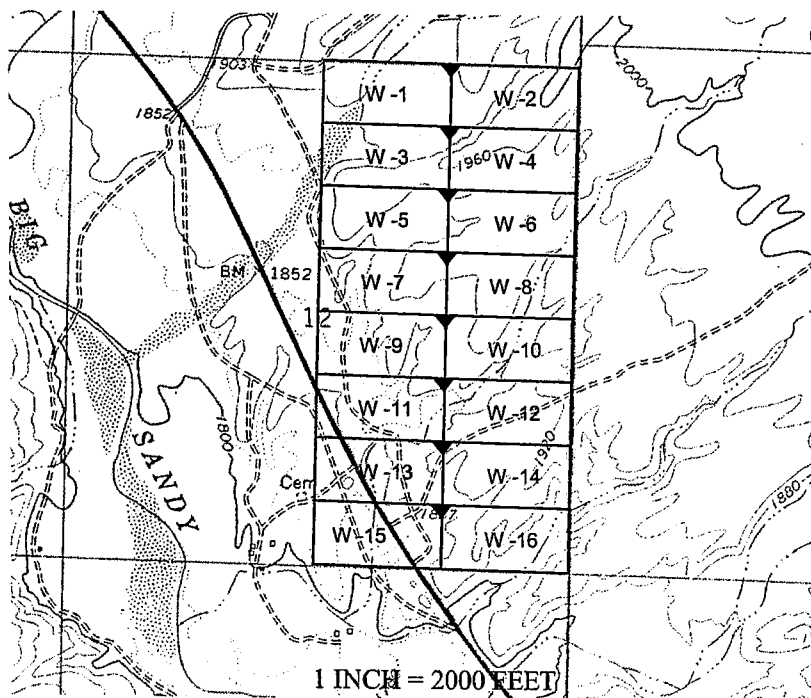 903
2000
W-1
W-2
1852
W-3
1960
W-4
BIG
W-5
W-6
BM
1852
W-7
W-8
12
W-9
W-10
1800
W-11
W-12
SANDY
1920
Cem
W-13
W-14
1880
W-15
W-16
1 INCH = 2000 FEET